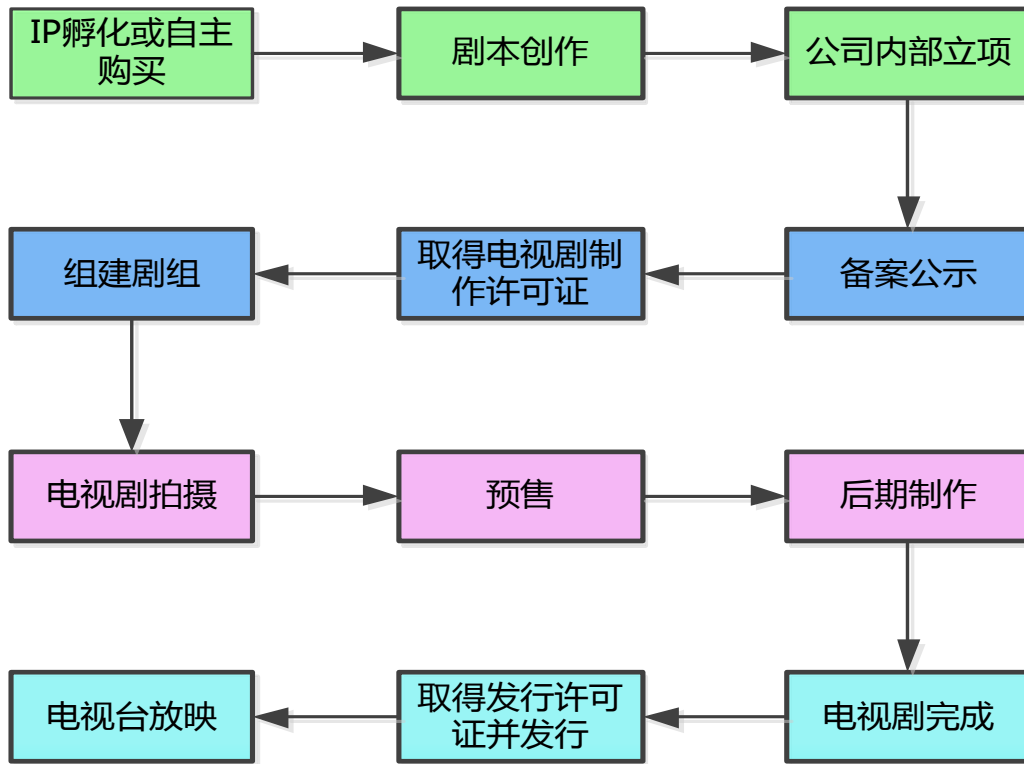 IP孵化或自主
购买
剧本创作
公司内部立项
备案公示
取得电视剧制
作许可证
组建剧组
电视剧拍摄
预售
后期制作
电视剧完成
取得发行许可
证并发行
电视台放映